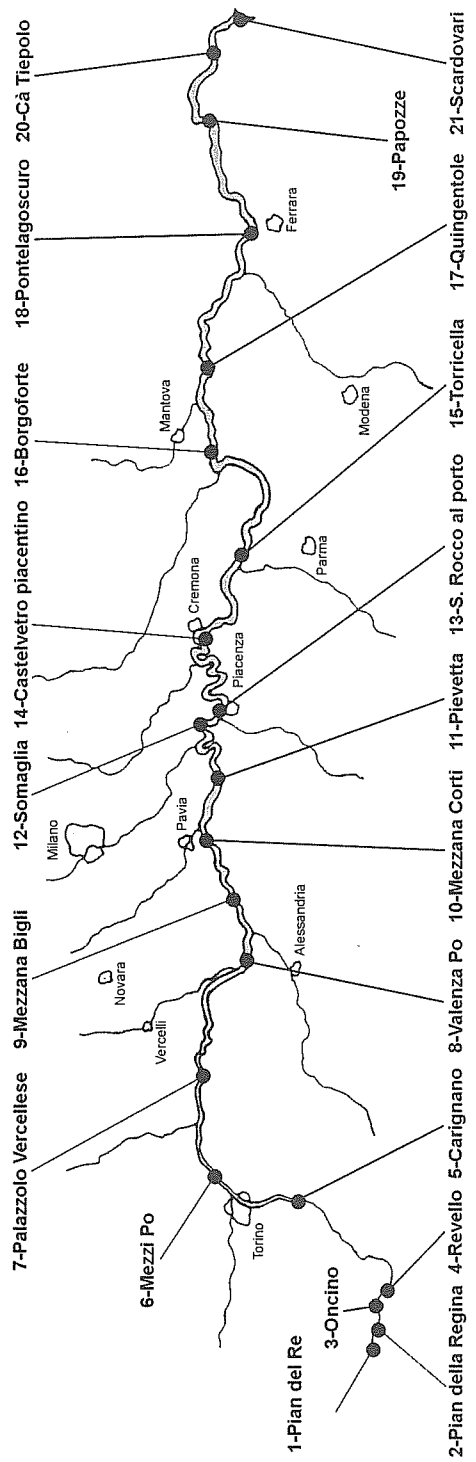 7-Palazzolo Vercellese
9-Mezzana Bigli
12-Somaglia
14-Castelvetro piacentino
16-Borgoforte
18-Pontelagoscuro
20-Cà Tiepolo
Milano
Novara
Vercelli
Pavia
Cremona
Mantova
6-Mezzi Po
Torino
Alessandria
Piacenza
Parma
Modena
Ferrara
19-Papozze
1-Pian del Re
3-Oncino
2-Pian della Regina
4-Revello
5-Carignano
8-Valenza Po
10-Mezzana Corti
11-Pievetta
13-S. Rocco al porto
15-Torricella
17-Quingentole
21-Scardovari